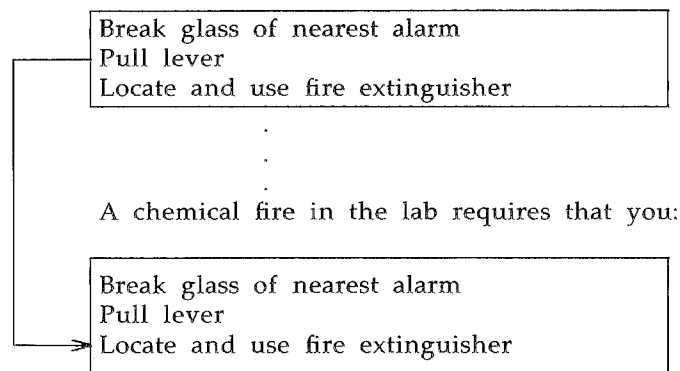 Break glass of nearest alarm
Pull lever
Locate and use fire extinguisher
.
.
.
A chemical fire in the lab requires that you:
Break glass of nearest alarm
Pull lever
Locate and use fire extinguisher